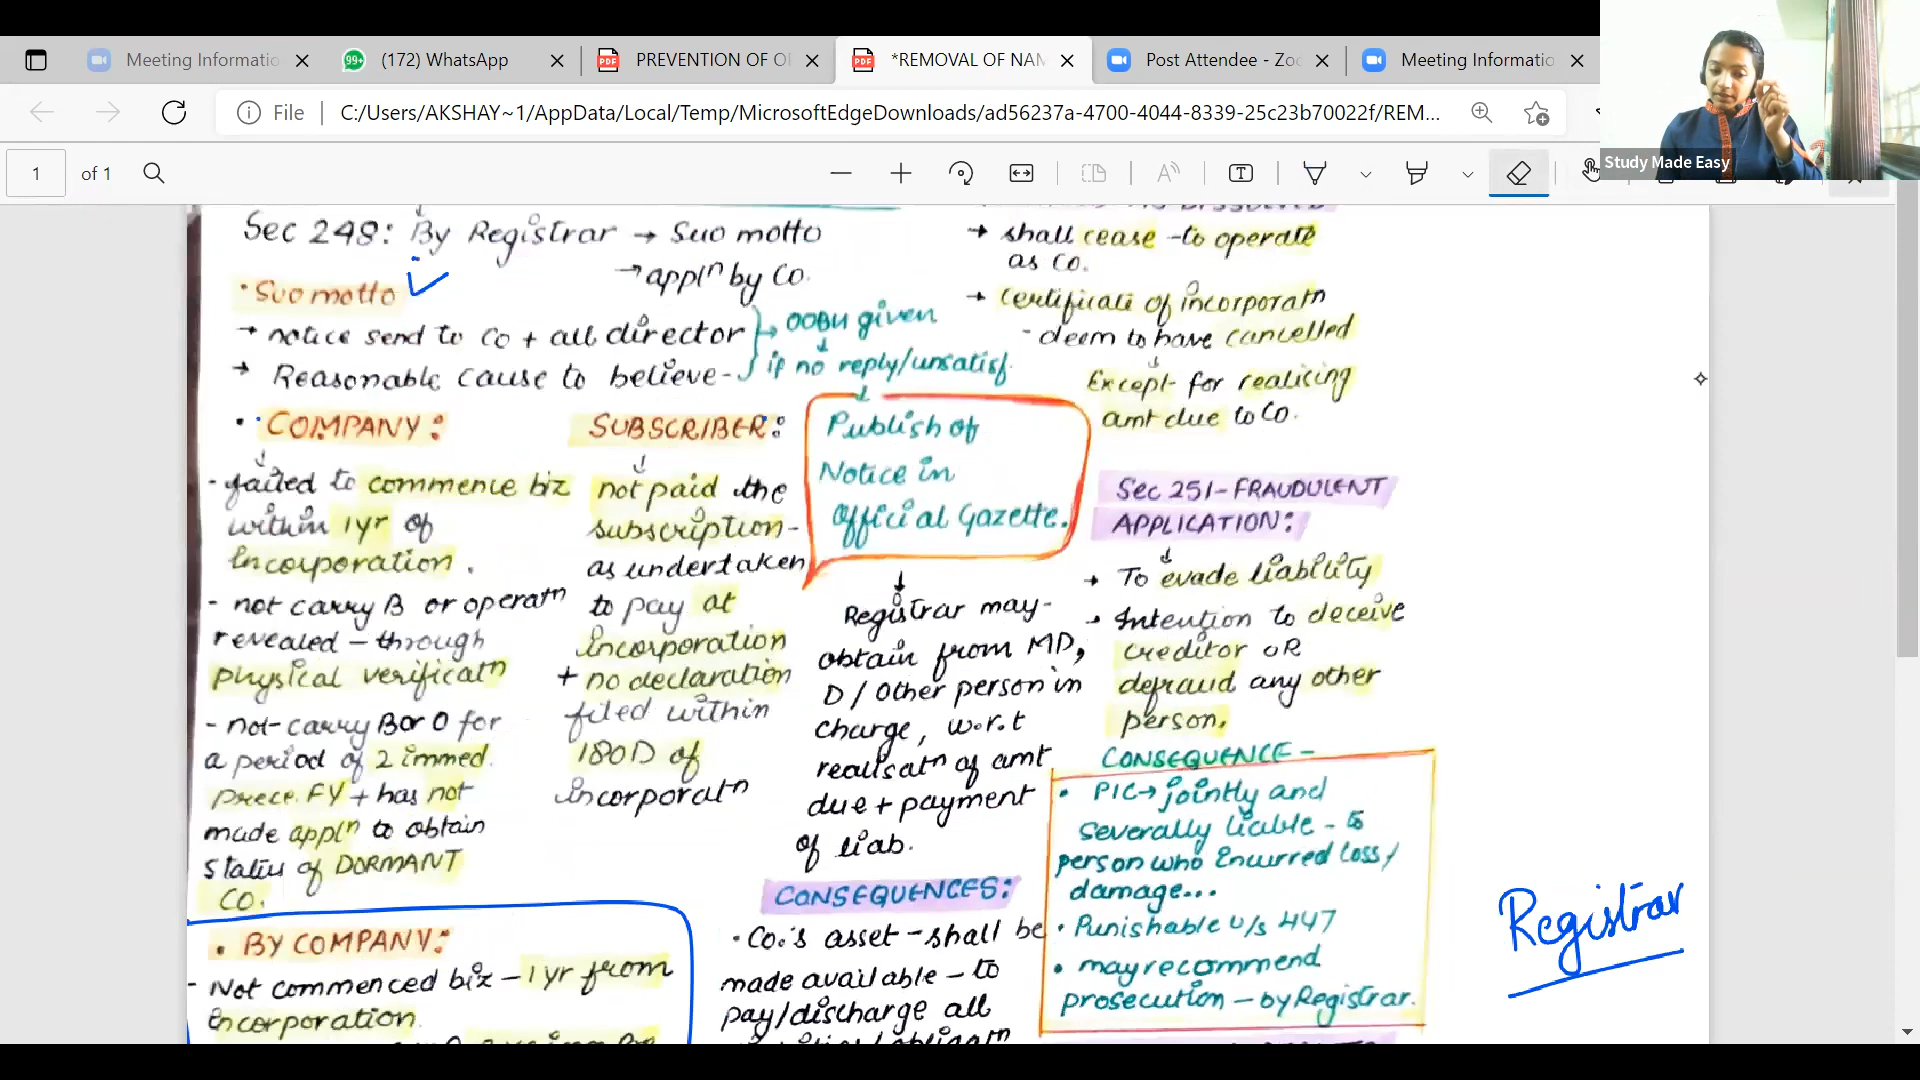 Meeting Informatio
99+
(172) WhatsApp
PDF
PREVENTION OF O
PDF
*REMOVAL OF NAM
Post Attendee - Zoo
Meeting Informatio
File
C:/Users/AKSHAY~1/AppData/Local/Temp/MicrosoftEdgeDownloads/ad56237a-4700-4044-8339-25c23b70022f/REM...
Study Made Easy
1
of 1
Sec 248: By Registrar → Suo motto
→ applⁿ by Co.
• Suo motto
→ notice send to Co + all director
→ Reasonable cause to believe-
→ OOBH given
if no reply/unsatisf.
• COMPANY:
- failed to commence biz
within 1yr of
incorporation.
- not carry B or operatⁿ
revealed - through
physical verificatⁿ
- not carry B or O for
a period of 2 immed.
prece. FY + has not
made applⁿ to obtain
status of DORMANT
CO.
SUBSCRIBER:
not paid the
subscription-
as undertaken
to pay at
incorporation
+ no declaration
filed within
180D of
incorporatⁿ
Publish of
Notice in
Official Gazette.
Registrar may-
obtain from MD,
D / Other person in
charge, w.r.t
realisatⁿ of amt
due + payment
of liab.
CONSEQUENCES:
• Co.'s asset - shall be
made available - to
pay/discharge all
• BY COMPANY:
- Not commenced biz - 1yr from
incorporation
→ shall cease -to operate
as Co.
→ certificate of incorporatⁿ
- deem to have cancelled
Except for realising
amt due to Co.
Sec 251- FRAUDULENT
APPLICATION:
→ To evade liability
→ Intention to deceive
creditor OR
defraud any other
person.
CONSEQUENCE -
• PIC → jointly and
severally liable - to
person who incurred loss/
damage...
• Punishable u/s 447
• may recommend
prosecution - by Registrar.
Registrar